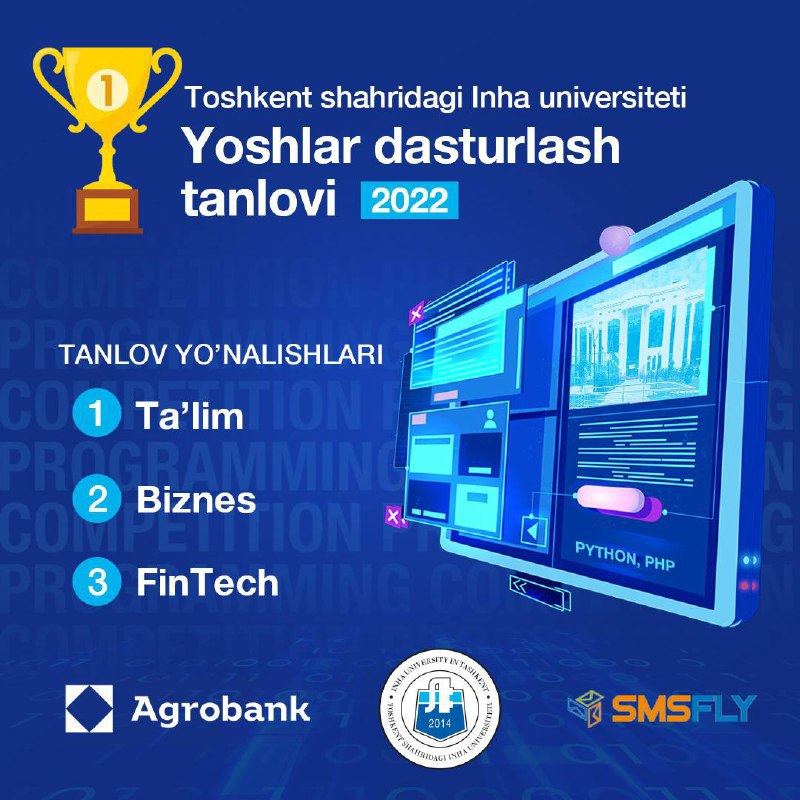 1
Toshkent shahridagi Inha universiteti
Yoshlar dasturlash
tanlovi 2022
COMPETITION P
PROGRAMMING
COMPETITION
PROGRAMMING
COMPETITION PROG
PROGRAMMING COM
TANLOV YO’NALISHLARI
1 Ta’lim
2 Biznes
3 FinTech
PYTHON, PHP
Agrobank
INHA UNIVERSITY IN TASHKENT
2014
TOSHKENT SHAHRIDAGI INHA UNIVERSITETI
SMSFLY